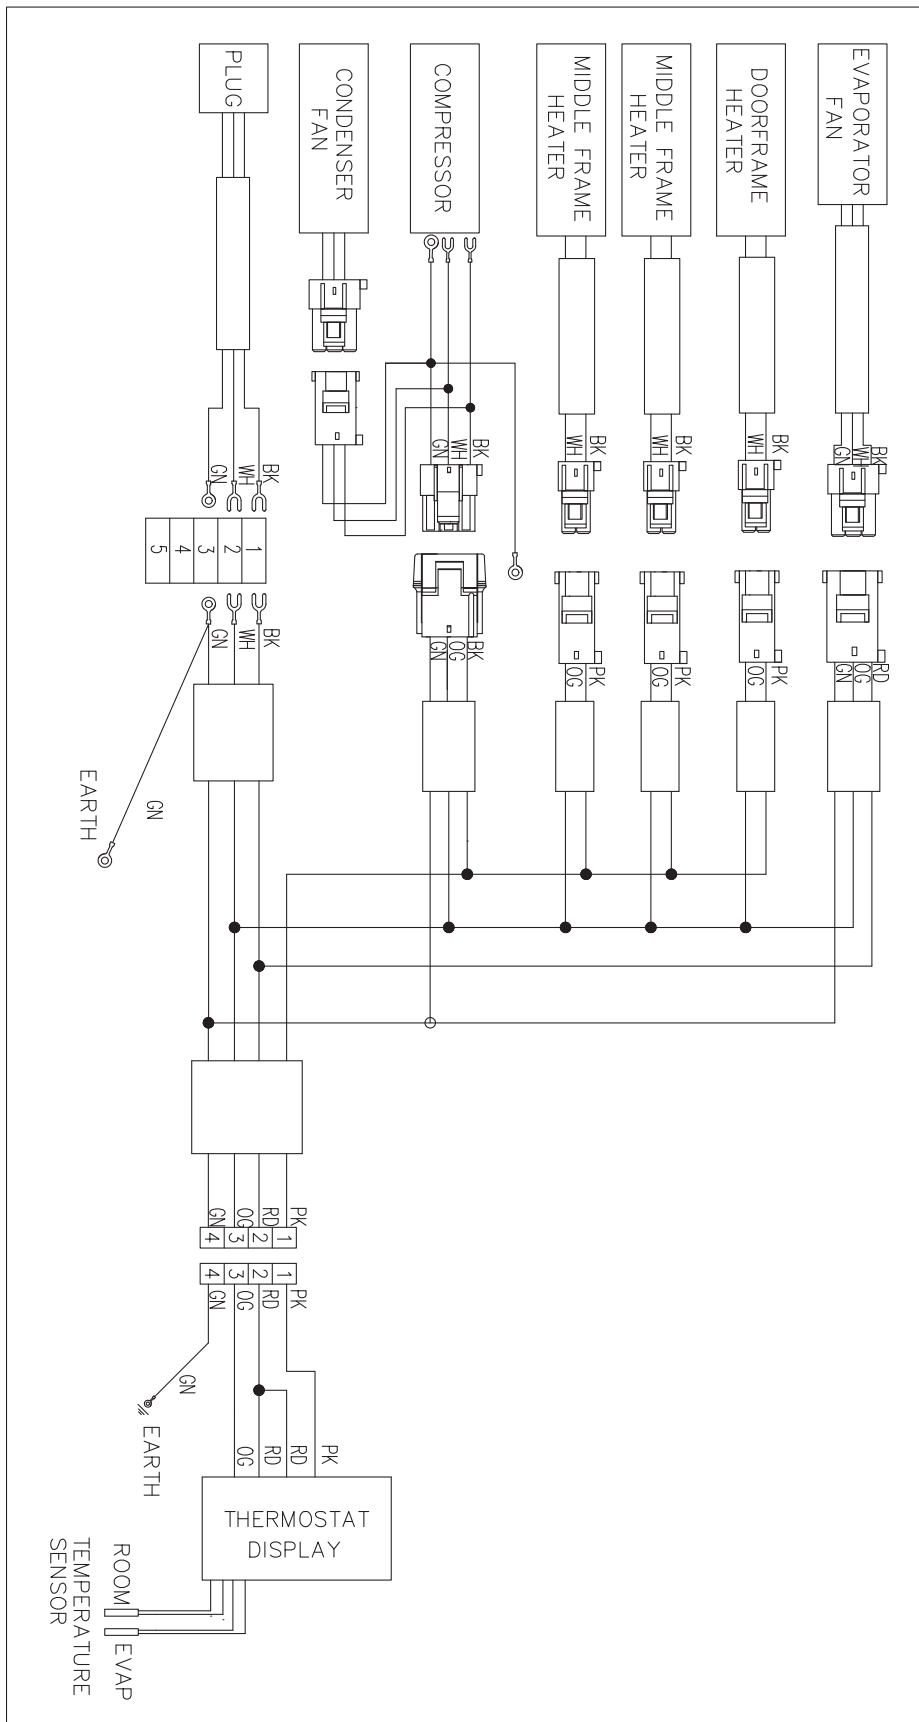 PLUG
CONDENSER
FAN
COMPRESSOR
MIDDLE FRAME
HEATER
MIDDLE FRAME
HEATER
DOORFRAME
HEATER
EVAPORATOR
FAN
BK
WH
BK
WH
BK
WH
BK
WH
GN
BK
WH
GN
BK
WH
GN
1
2
3
4
5
BK
WH
GN
BK
OG
GN
PK
OG
PK
OG
PK
OG
RD
OG
GN
GN
EARTH
PK
RD
OG
GN
1
2
3
4
1
2
3
4
PK
RD
OG
GN
GN
EARTH
PK
RD
RD
OG
THERMOSTAT
DISPLAY
ROOM
EVAP
TEMPERATURE
SENSOR